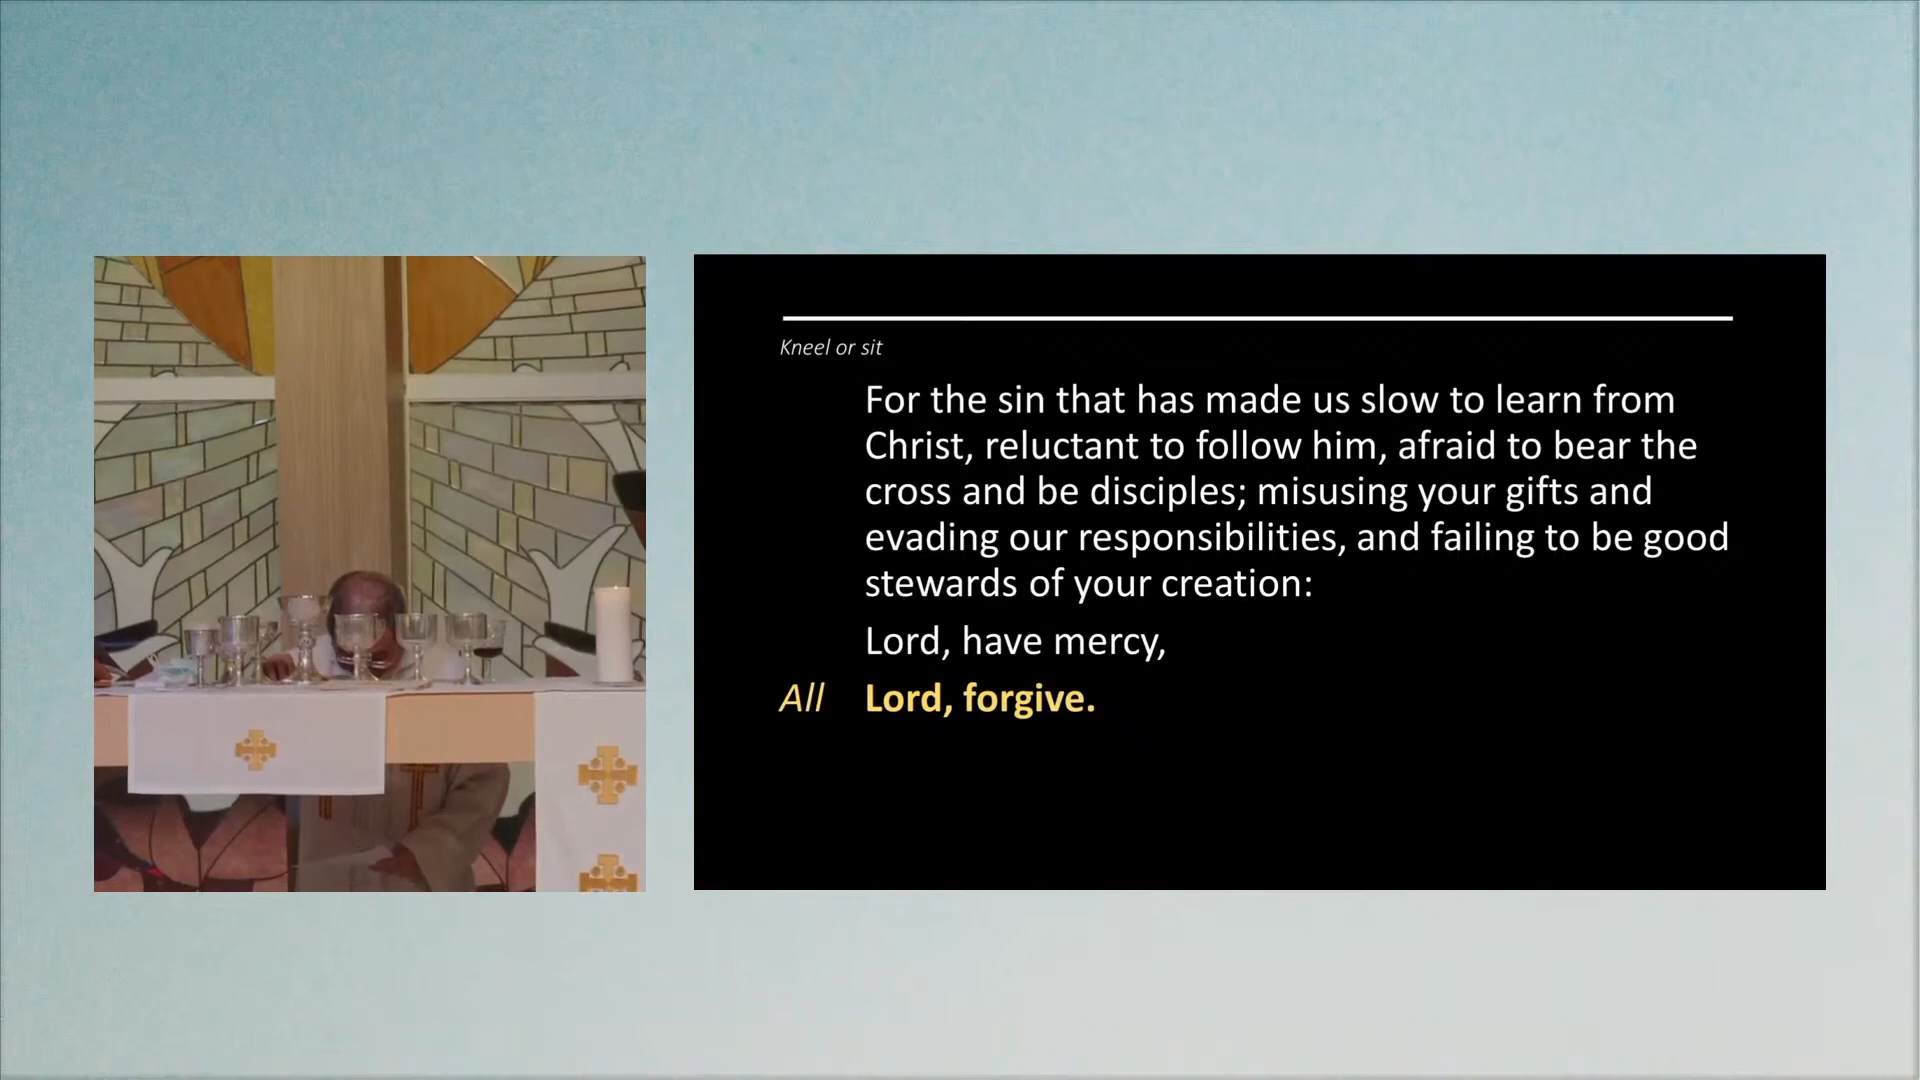 Kneel or sit
For the sin that has made us slow to learn from
Christ, reluctant to follow him, afraid to bear the
cross and be disciples; misusing your gifts and
evading our responsibilities, and failing to be good
stewards of your creation:
Lord, have mercy,
All Lord, forgive.